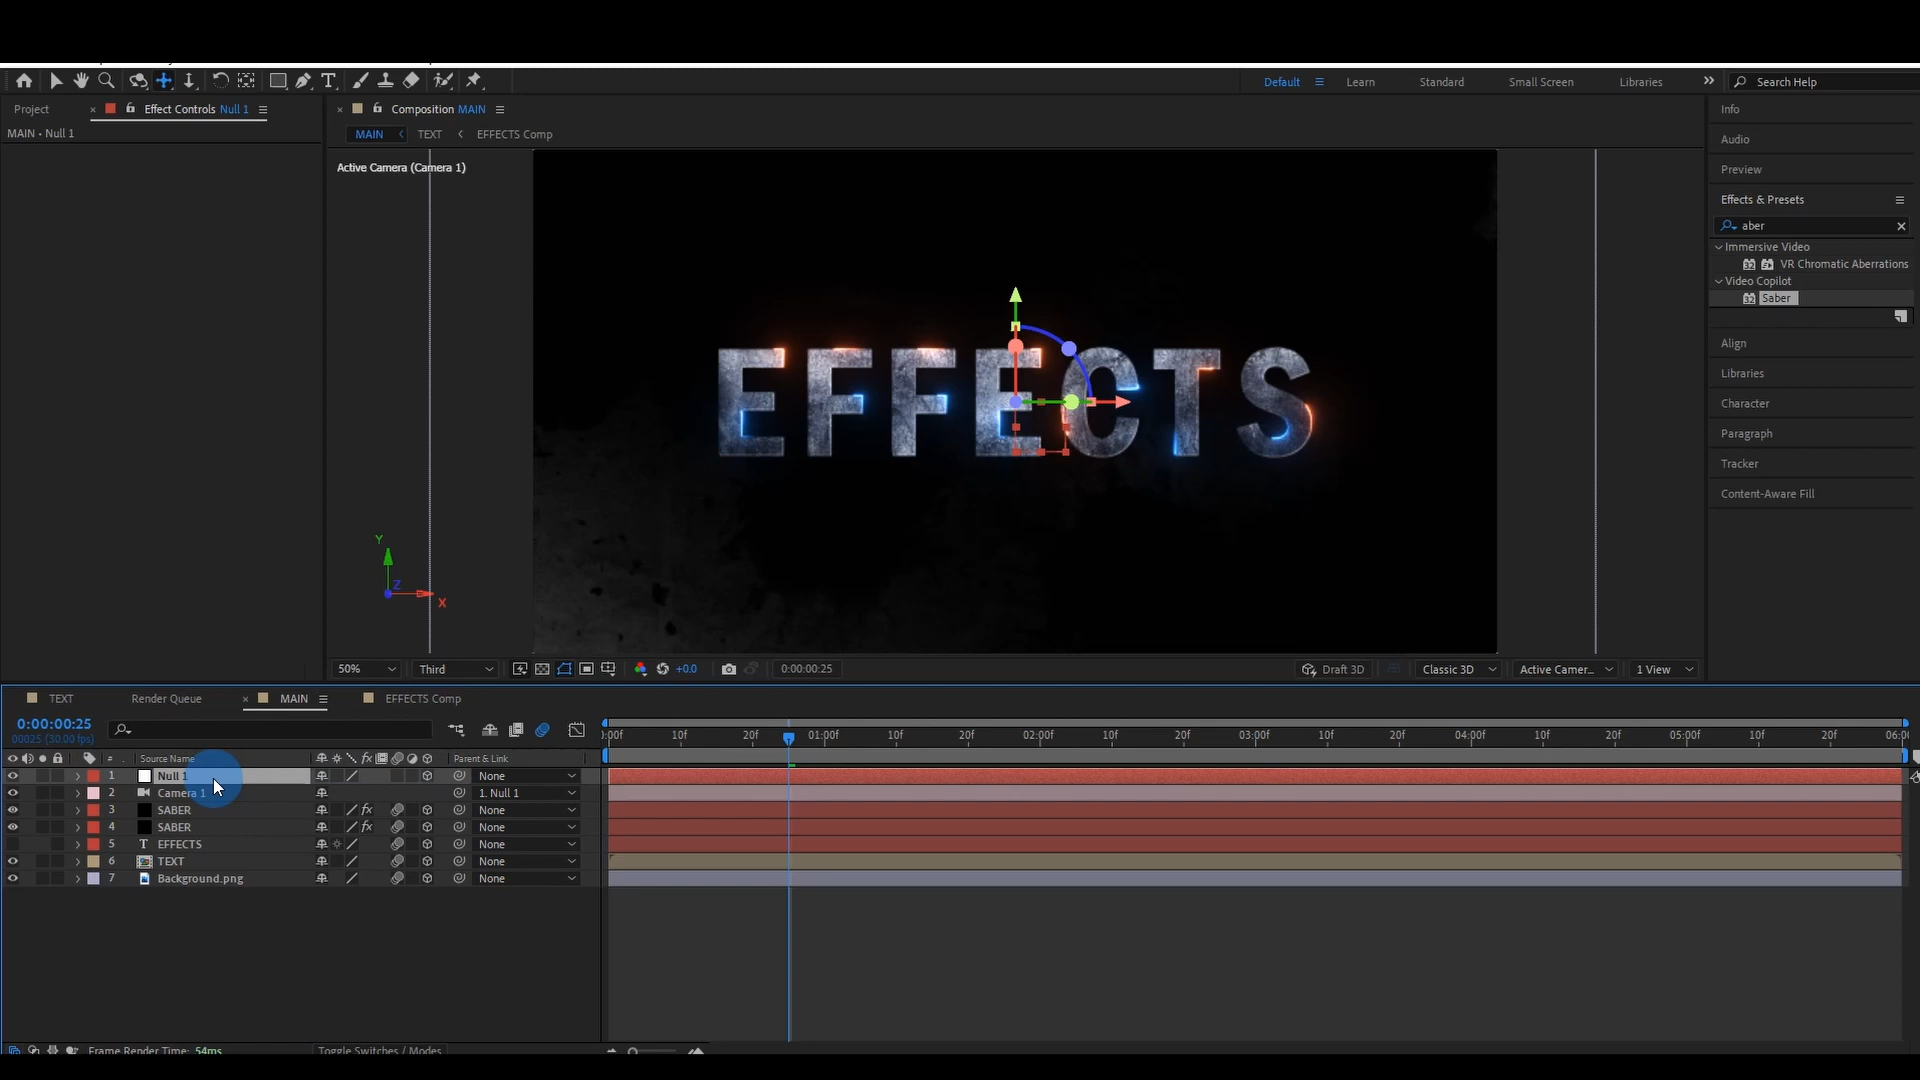 Default
Learn
Standard
Small Screen
Libraries
Search Help
Project
Effect Controls Null 1
Composition MAIN
Info
MAIN • Null 1
MAIN
TEXT
EFFECTS Comp
Audio
Active Camera (Camera 1)
Preview
Effects & Presets
aber
Immersive Video
32
VR Chromatic Aberrations
Video Copilot
32
Saber
Align
Libraries
Character
Paragraph
Tracker
Content-Aware Fill
EFFECTS
Y
Z
X
50%
Third
+0.0
0:00:00:25
Draft 3D
Classic 3D
Active Camer...
1 View
TEXT
Render Queue
MAIN
EFFECTS Comp
0:00:00:25
00025 (30.00 fps)
:00f 10f 20f 01:00f 10f 20f 02:00f 10f 20f 03:00f 10f 20f 04:00f 10f 20f 05:00f 10f 20f 06:00
# Source Name fx Parent & Link
1 Null 1 None
2 Camera 1 1. Null 1
3 SABER fx None
4 SABER fx None
5 T EFFECTS None
6 TEXT None
7 Background.png None
Frame Render Time: 54ms
Toggle Switches / Modes